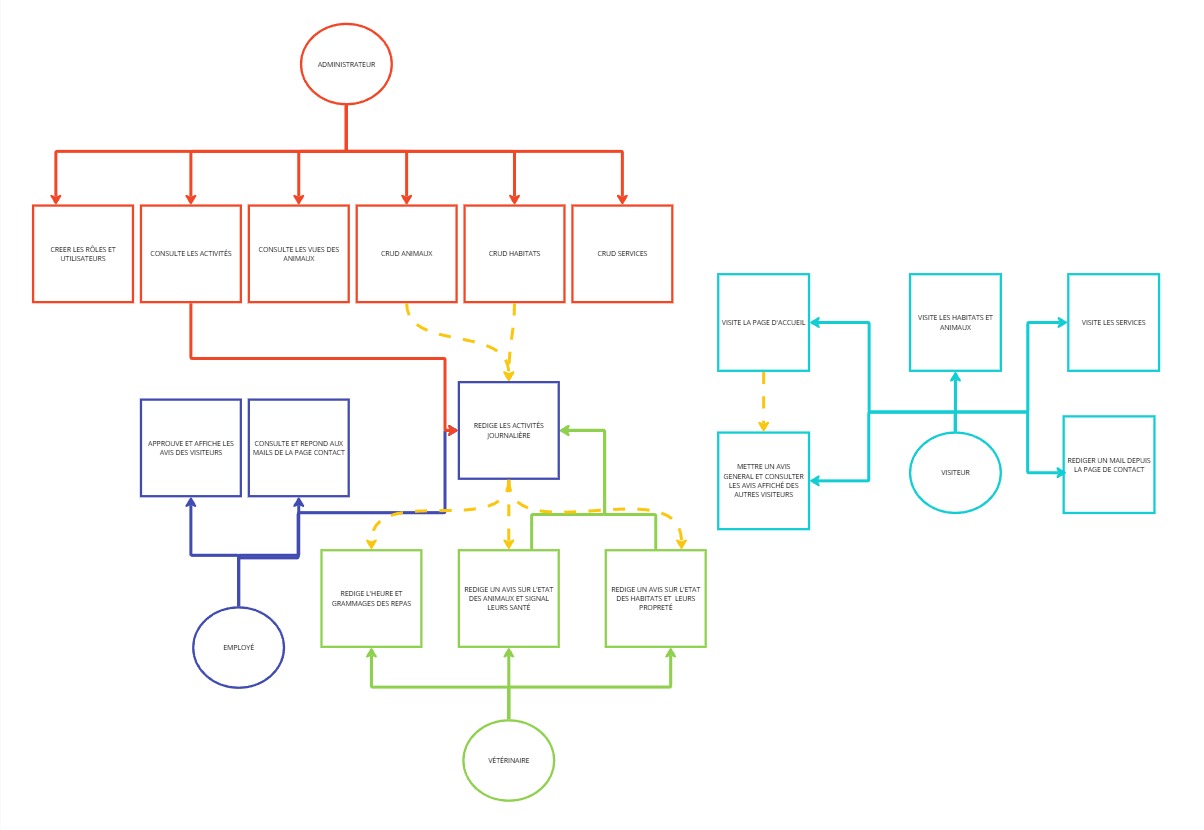 ADMINISTRATEUR
CREER LES RÔLES ET
UTILISATEURS
CONSULTE LES ACTIVITÉS
CONSULTE LES VUES DES
ANIMAUX
CRUD ANIMAUX
CRUD HABITATS
CRUD SERVICES
VISITE LA PAGE D'ACCUEIL
VISITE LES HABITATS ET
ANIMAUX
VISITE LES SERVICES
APPROUVE ET AFFICHE LES
AVIS DES VISITEURS
CONSULTE ET REPOND AUX
MAILS DE LA PAGE CONTACT
REDIGE LES ACTIVITÉS
JOURNALIÈRE
METTRE UN AVIS
GENERAL ET CONSULTER
LES AVIS AFFICHÉ DES
AUTRES VISITEURS
VISITEUR
REDIGER UN MAIL DEPUIS
LA PAGE DE CONTACT
REDIGE L'HEURE ET
GRAMMAGES DES REPAS
REDIGE UN AVIS SUR L'ETAT
DES ANIMAUX ET SIGNAL
LEURS SANTÉ
REDIGE UN AVIS SUR L'ETAT
DES HABITATS ET LEURS
PROPRETÉ
EMPLOYÉ
VÉTÉRINAIRE